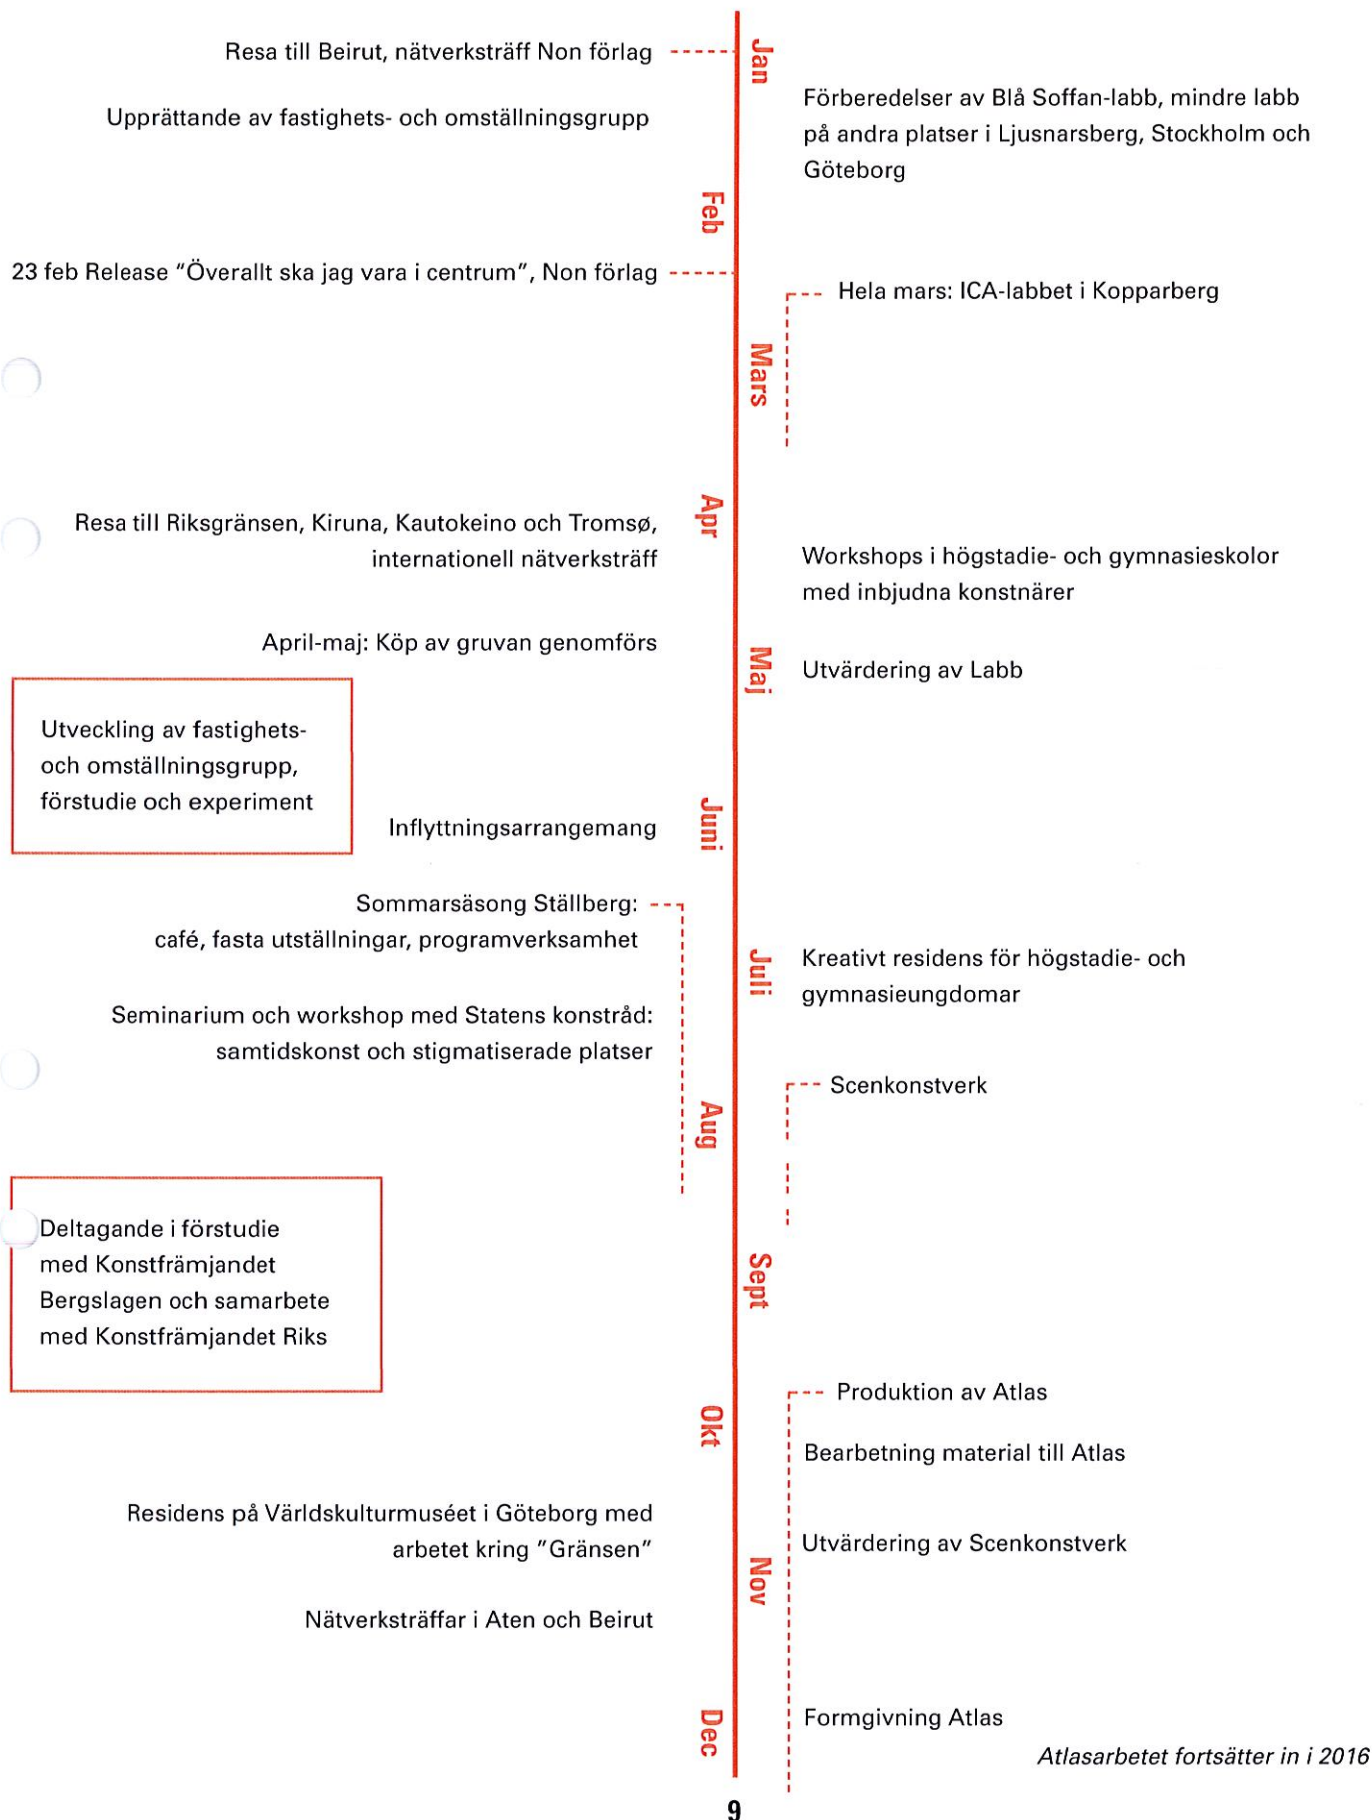 Resa till Beirut, nätverksträff Non förlag
Jan
Upprättande av fastighets- och omställningsgrupp
Förberedelser av Blå Soffan-labb, mindre labb
på andra platser i Ljusnarsberg, Stockholm och
Göteborg
Feb
23 feb Release "Överallt ska jag vara i centrum", Non förlag
Hela mars: ICA-labbet i Kopparberg
Mars
Apr
Resa till Riksgränsen, Kiruna, Kautokeino och Tromsø,
internationell nätverksträff
Workshops i högstadie- och gymnasieskolor
med inbjudna konstnärer
April-maj: Köp av gruvan genomförs
Maj
Utvärdering av Labb
Utveckling av fastighets-
och omställningsgrupp,
förstudie och experiment
Juni
Inflyttningsarrangemang
Sommarsäsong Ställberg:
café, fasta utställningar, programverksamhet
Juli
Kreativt residens för högstadie- och
gymnasieungdomar
Seminarium och workshop med Statens konstråd:
samtidskonst och stigmatiserade platser
Scenkonstverk
Aug
Deltagande i förstudie
med Konstfrämjandet
Bergslagen och samarbete
med Konstfrämjandet Riks
Sept
Produktion av Atlas
Okt
Bearbetning material till Atlas
Residens på Världskulturmuséet i Göteborg med
arbetet kring "Gränsen"
Utvärdering av Scenkonstverk
Nov
Nätverksträffar i Aten och Beirut
Dec
Formgivning Atlas
Atlasarbetet fortsätter in i 2016
9